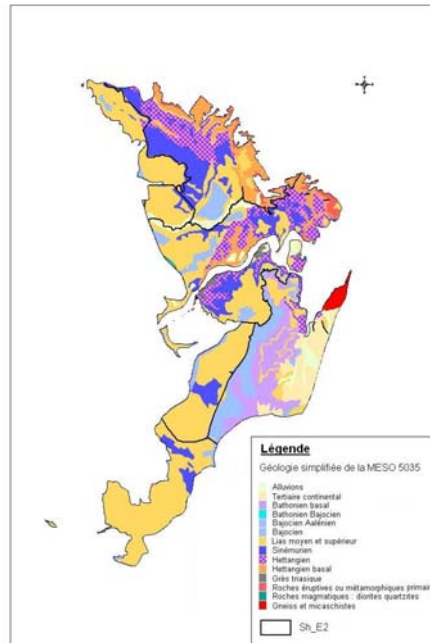 Légende
Géologie simplifiée de la MESO 5035
Alluvions
Tertiaire continental
Bathonien basal
Bathonien Bajocien
Bajocien Aalénien
Bajocien
Lias moyen et supérieur
Sinémurien
Hettangien
Hettangien basal
Grès triasique
Roches éruptives ou métamorphiques primair
Roches magmatiques : diorites quartzites
Gneiss et micaschistes
Sh_E2